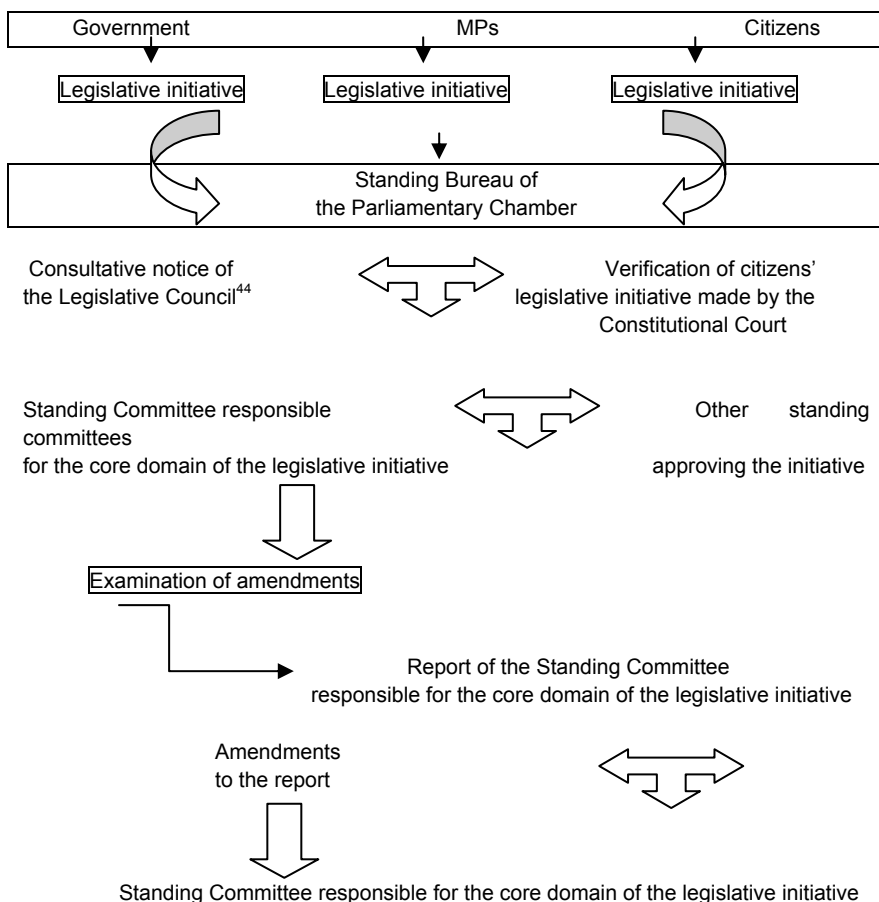 Government MPs Citizens
Legislative initiative Legislative initiative Legislative initiative
Standing Bureau of
the Parliamentary Chamber
Consultative notice of
the Legislative Council44
Verification of citizens’
legislative initiative made by the
Constitutional Court
Standing Committee responsible Other standing
committees
for the core domain of the legislative initiative approving the initiative
Examination of amendments
Report of the Standing Committee
responsible for the core domain of the legislative initiative
Amendments
to the report
Standing Committee responsible for the core domain of the legislative initiative